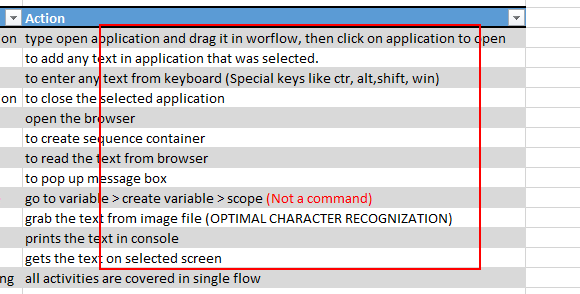 Action
on type open application and drag it in worflow, then click on application to open
to add any text in application that was selected.
to enter any text from keyboard (Special keys like ctr, alt,shift, win)
on to close the selected application
open the browser
to create sequence container
to read the text from browser
to pop up message box
go to variable > create variable > scope (Not a command)
grab the text from image file (OPTIMAL CHARACTER RECOGNIZATION)
prints the text in console
gets the text on selected screen
ng all activities are covered in single flow